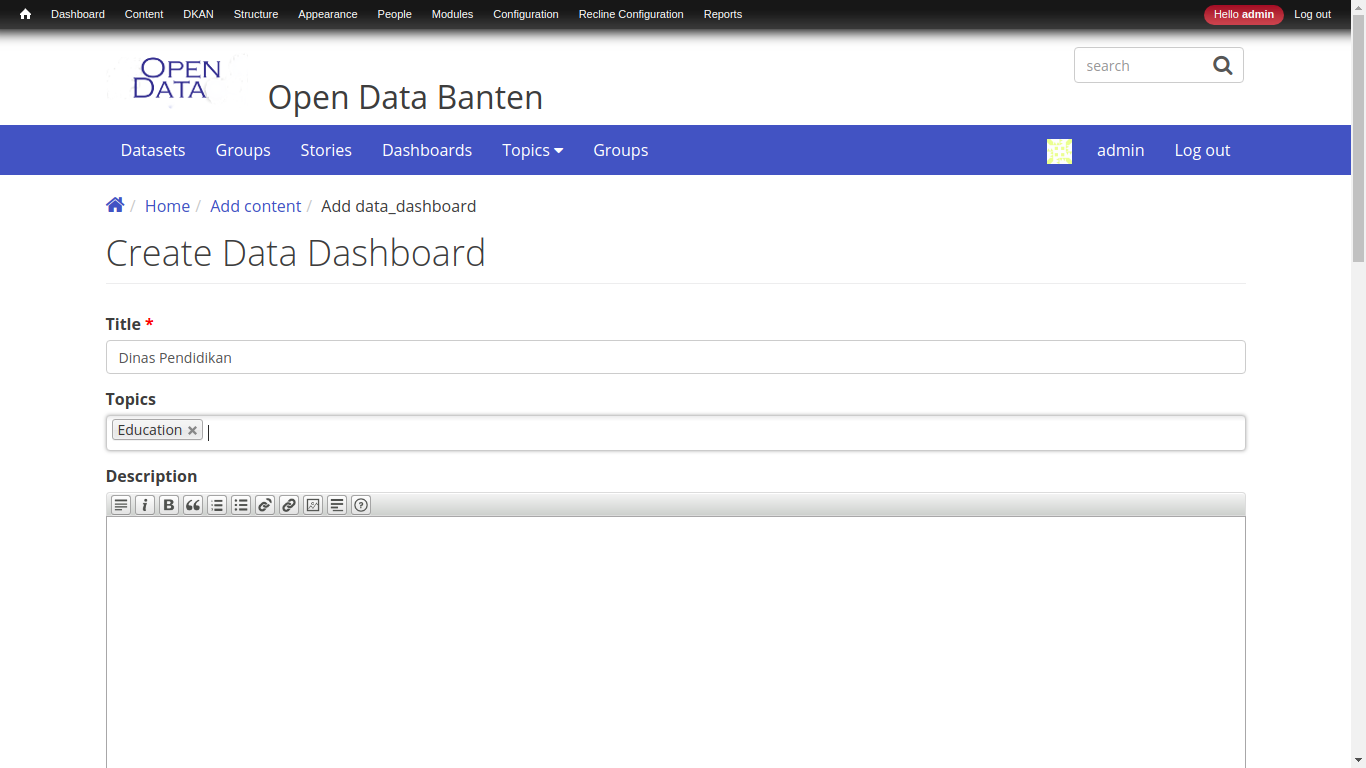 Dashboard Content DKAN Structure Appearance People Modules Configuration Recline Configuration Reports Hello admin Log out
OPEN
DATA
Open Data Banten
search
Datasets Groups Stories Dashboards Topics Groups admin Log out
/ Home / Add content / Add data_dashboard
Create Data Dashboard
Title *
Dinas Pendidikan
Topics
Education
Description